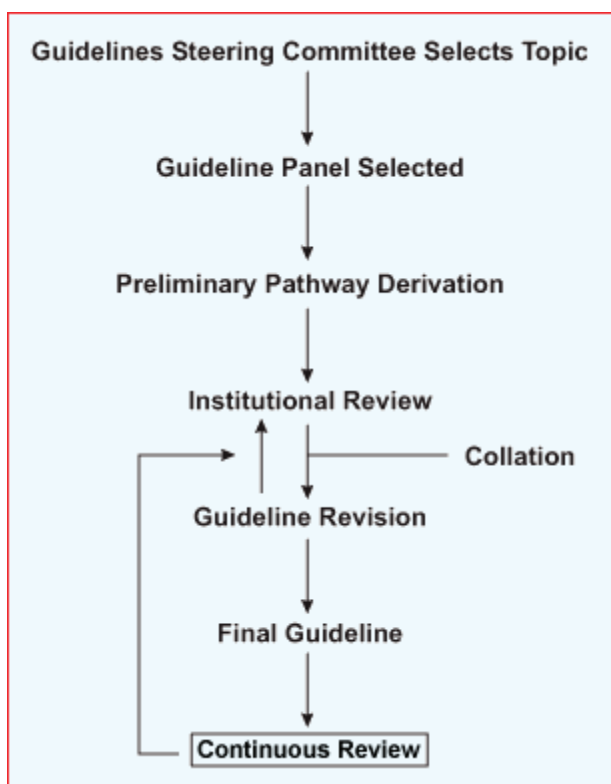 Guidelines Steering Committee Selects Topic
Guideline Panel Selected
Preliminary Pathway Derivation
Institutional Review
Collation
Guideline Revision
Final Guideline
Continuous Review